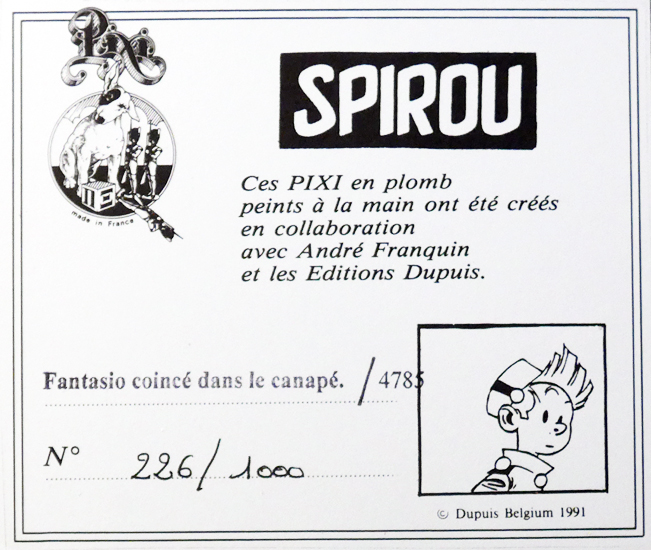 Pixi
SPIROU
made in France
Ces PIXI en plomb
peints à la main ont été créés
en collaboration
avec André Franquin
et les Editions Dupuis.
Fantasio coincé dans le canapé. / 4785
N° 226/1000
© Dupuis Belgium 1991